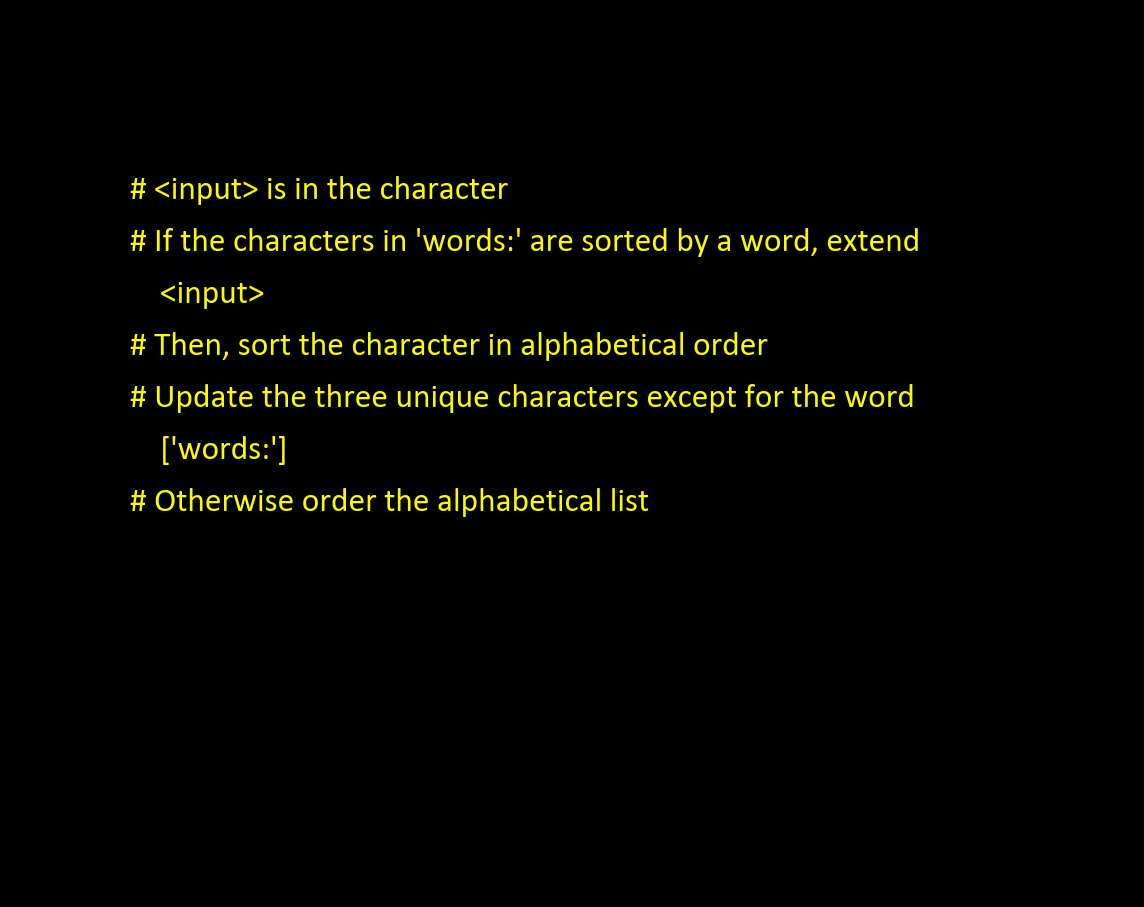 # <input> is in the character
# If the characters in 'words:' are sorted by a word, extend
<input>
# Then, sort the character in alphabetical order
# Update the three unique characters except for the word
['words:']
# Otherwise order the alphabetical list